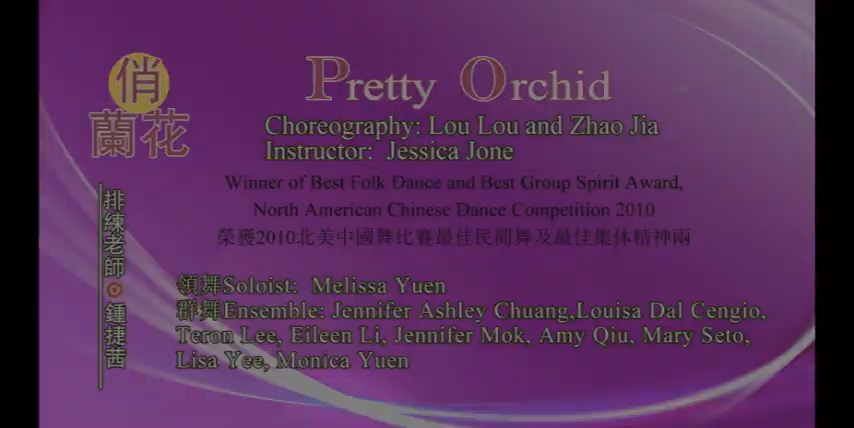 俏
蘭花
Pretty Orchid
Choreography: Lou Lou and Zhao Jia
Instructor: Jessica Jone
Winner of Best Folk Dance and Best Group Spirit Award,
North American Chinese Dance Competition 2010
榮獲2010北美中國舞比賽最佳民間舞及最佳集体精神兩
排練老師 鍾捷茜
領舞Soloist: Melissa Yuen
群舞Ensemble: Jennifer Ashley Chuang,Louisa Dal Cengio,
Teron Lee, Eileen Li, Jennifer Mok, Amy Qiu, Mary Seto,
Lisa Yee, Monica Yuen